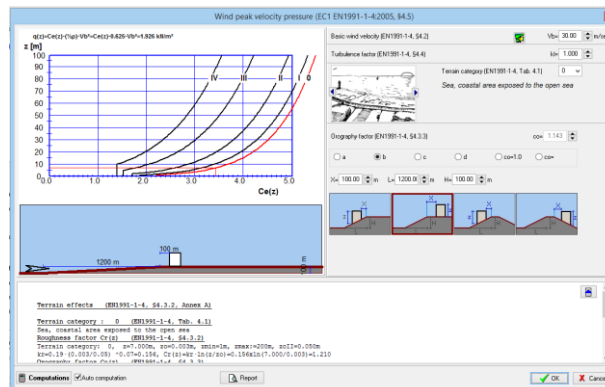 Wind peak velocity pressure (EC1 EN1991-1-4:2005, §4.5)
q(z)=Ce(z)·(½ρ)·Vb²=Ce(z)·0.625·Vb²=1.926 kN/m²
z [m]
100
90
80
70
60
50
40
30
20
10
0
IV III II I 0
0.0 1.0 2.0 3.0 4.0 5.0
Ce(z)
Basic wind velocity (EN1991-1-4, §4.2)
Vb= 30.00 m/s
Turbulence factor (EN1991-1-4, §4.4)
kI= 1.000
Terrain category (EN1991-1-4, Tab. 4.1) 0
Sea, coastal area exposed to the open sea
Orography factor (EN1991-1-4, §4.3.3)
co= 1.143
a b c d co=1.0 co=
X= 100.00 m L= 1200.0 m H= 100.00 m
100 m
1200 m
Terrain effects (EN1991-1-4, §4.3.2, Annex A)
Terrain category : 0 (EN1991-1-4, Tab. 4.1)
Sea, coastal area exposed to the open sea
Roughness factor Cr(z) (EN1991-1-4, §4.3.2)
Terrain category: 0, z=7.000m, zo=0.003m, zmin=1m, zmax=200m, zoII=0.050m
kr=0.19·(0.003/0.05)^0.07=0.156, Cr(z)=kr·ln(z/zo)=0.156xln(7.000/0.003)=1.210
Computations Auto computation Report OK Cance